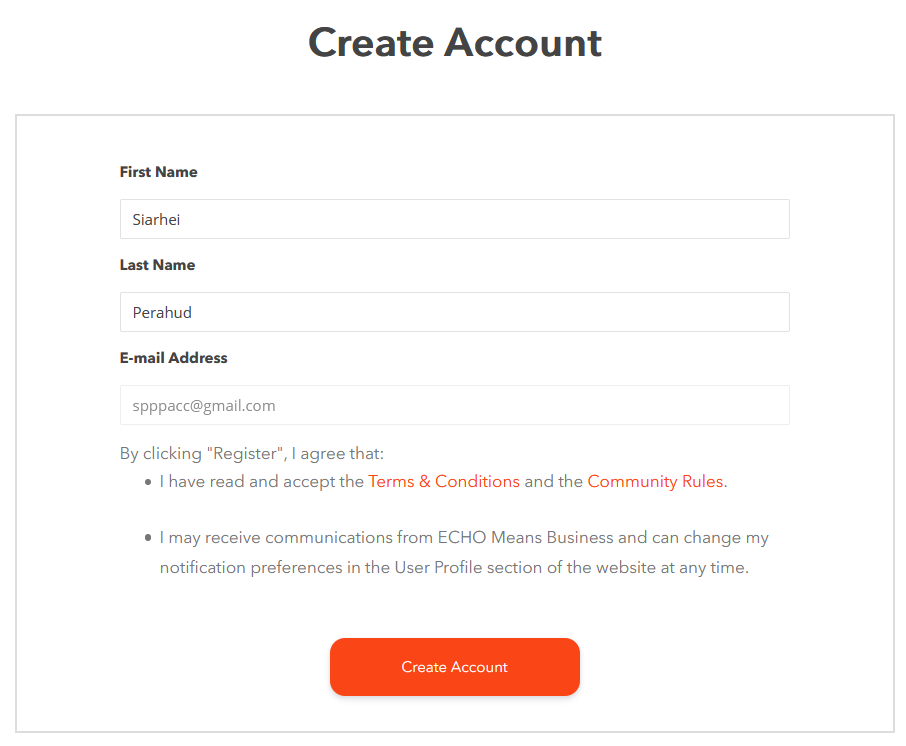 Create Account
First Name
Siarhei
Last Name
Perahud
E-mail Address
spppacc@gmail.com
By clicking "Register", I agree that:
• I have read and accept the Terms & Conditions and the Community Rules.
• I may receive communications from ECHO Means Business and can change my
notification preferences in the User Profile section of the website at any time.
Create Account